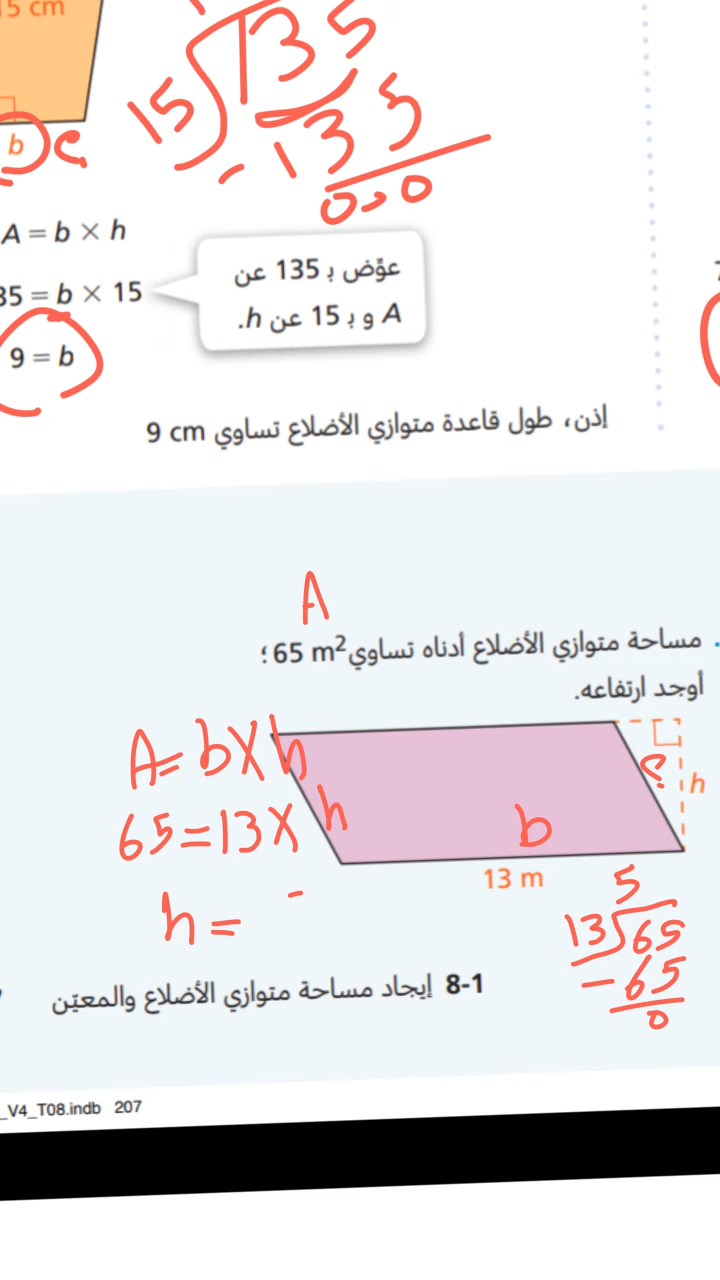 15 cm
135
15
- 135
0,0
b ؟
A = b × h
35 = b × 15
عوّض بـ 135 عن
A و بـ 15 عن h.
9 = b
إذن، طول قاعدة متوازي الأضلاع تساوي 9 cm
A
مساحة متوازي الأضلاع أدناه تساوي 65 m²؛
أوجد ارتفاعه.
A = b × h
؟ h
65 = 13 × h
b
13 m
h = -
5
13 65
- 65
0
8-1 إيجاد مساحة متوازي الأضلاع والمعيّن
_V4_T08.indb 207